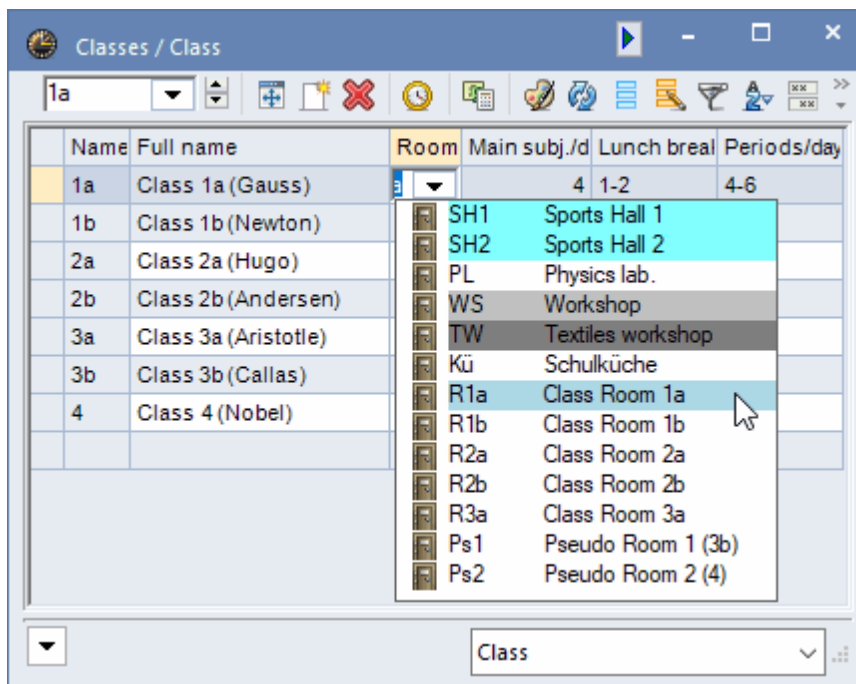 Classes / Class
1a
Name Full name Room Main subj./d Lunch breal Periods/day
1a Class 1a (Gauss) a 4 1-2 4-6
1b Class 1b (Newton)
2a Class 2a (Hugo)
2b Class 2b (Andersen)
3a Class 3a (Aristotle)
3b Class 3b (Callas)
4 Class 4 (Nobel)
SH1 Sports Hall 1
SH2 Sports Hall 2
PL Physics lab.
WS Workshop
TW Textiles workshop
Kü Schulküche
R1a Class Room 1a
R1b Class Room 1b
R2a Class Room 2a
R2b Class Room 2b
R3a Class Room 3a
Ps1 Pseudo Room 1 (3b)
Ps2 Pseudo Room 2 (4)
Class